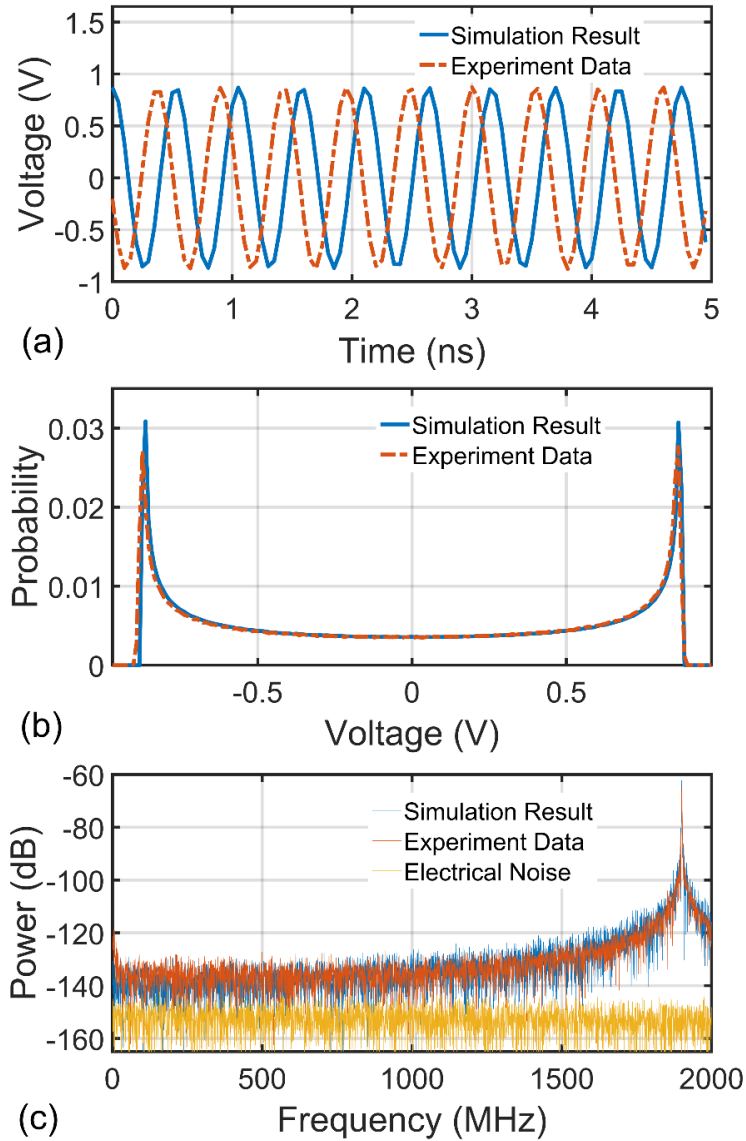 1.5
1
0.5
0
-0.5
-1
Voltage (V)
Simulation Result
Experiment Data
0 1 2 3 4 5
Time (ns)
(a)
0.03
0.02
0.01
0
Probability
Simulation Result
Experiment Data
-0.5 0 0.5
Voltage (V)
(b)
-60
-80
-100
-120
-140
-160
Power (dB)
Simulation Result
Experiment Data
Electrical Noise
0 500 1000 1500 2000
Frequency (MHz)
(c)